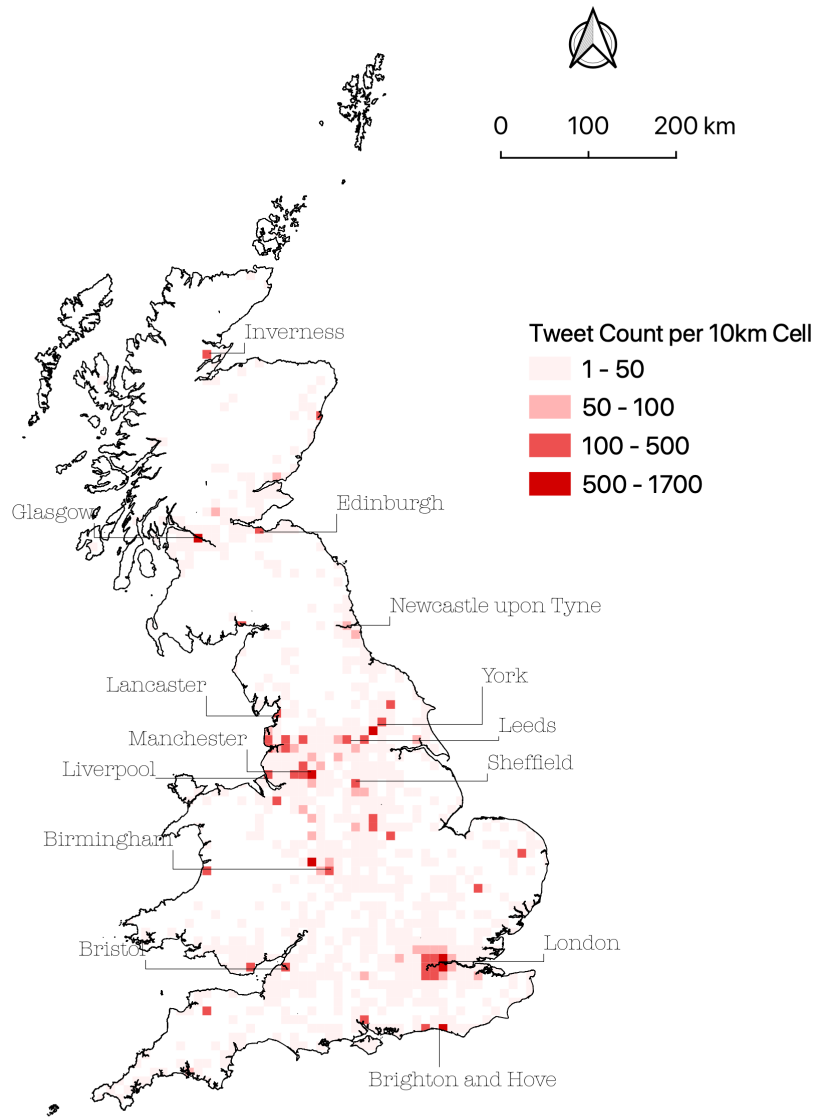 0 100 200 km
Inverness
Tweet Count per 10km Cell
1 - 50
50 - 100
100 - 500
500 - 1700
Edinburgh
Glasgow
Newcastle upon Tyne
York
Lancaster
Leeds
Manchester
Sheffield
Liverpool
Birmingham
London
Bristol
Brighton and Hove